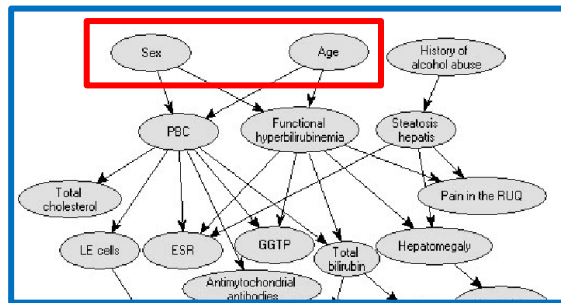 Sex
Age
History of
alcohol abuse
PBC
Functional
hyperbilirubinemia
Steatosis
hepatis
Total
cholesterol
Pain in the RUQ
LE cells
ESR
GGTP
Total
bilirubin
Hepatomegaly
Antimytochondrial
antibodies